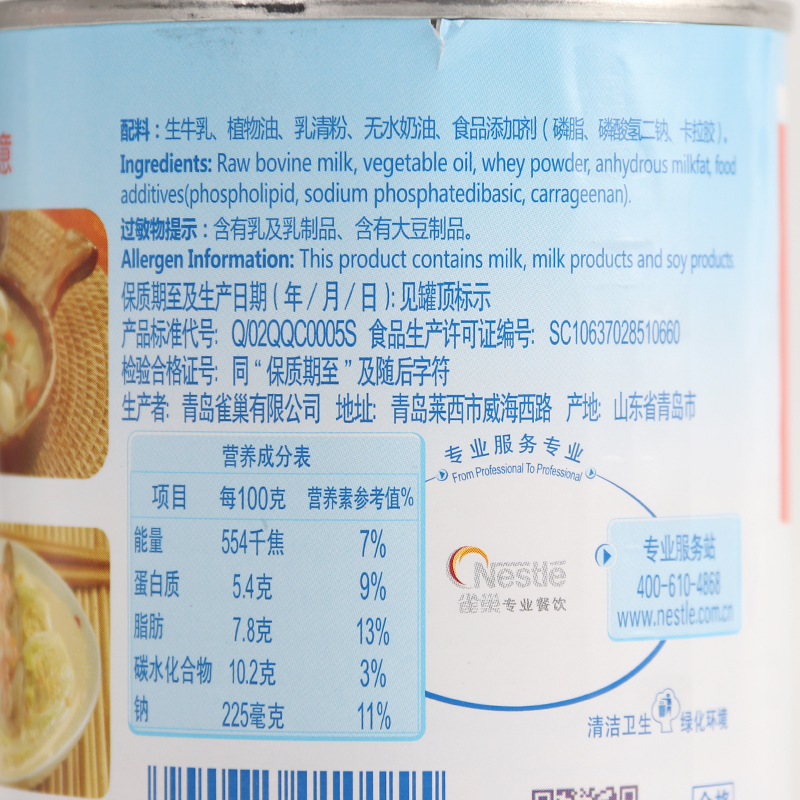 意
配料：生牛乳、植物油、乳清粉、无水奶油、食品添加剂（磷脂、磷酸氢二钠、卡拉胶）。
Ingredients: Raw bovine milk, vegetable oil, whey powder, anhydrous milkfat, food
additives(phospholipid, sodium phosphatedibasic, carrageenan).
过敏物提示：含有乳及乳制品、含有大豆制品。
Allergen Information: This product contains milk, milk products and soy products.
保质期至及生产日期（年/月/日）：见罐顶标示
产品标准代号：Q/02QQC0005S 食品生产许可证编号：SC10637028510660
检验合格证号：同“保质期至”及随后字符
生产者：青岛雀巢有限公司 地址：青岛莱西市威海西路 产地：山东省青岛市
营养成分表
项目 每100克 营养素参考值%
能量 554千焦 7%
蛋白质 5.4克 9%
脂肪 7.8克 13%
碳水化合物 10.2克 3%
钠 225毫克 11%
专业服务专业
From Professional To Professional
Nestlé
雀巢专业餐饮
专业服务站
400-610-4868
www.nestle.com.cn
清洁卫生 绿化环境
合格